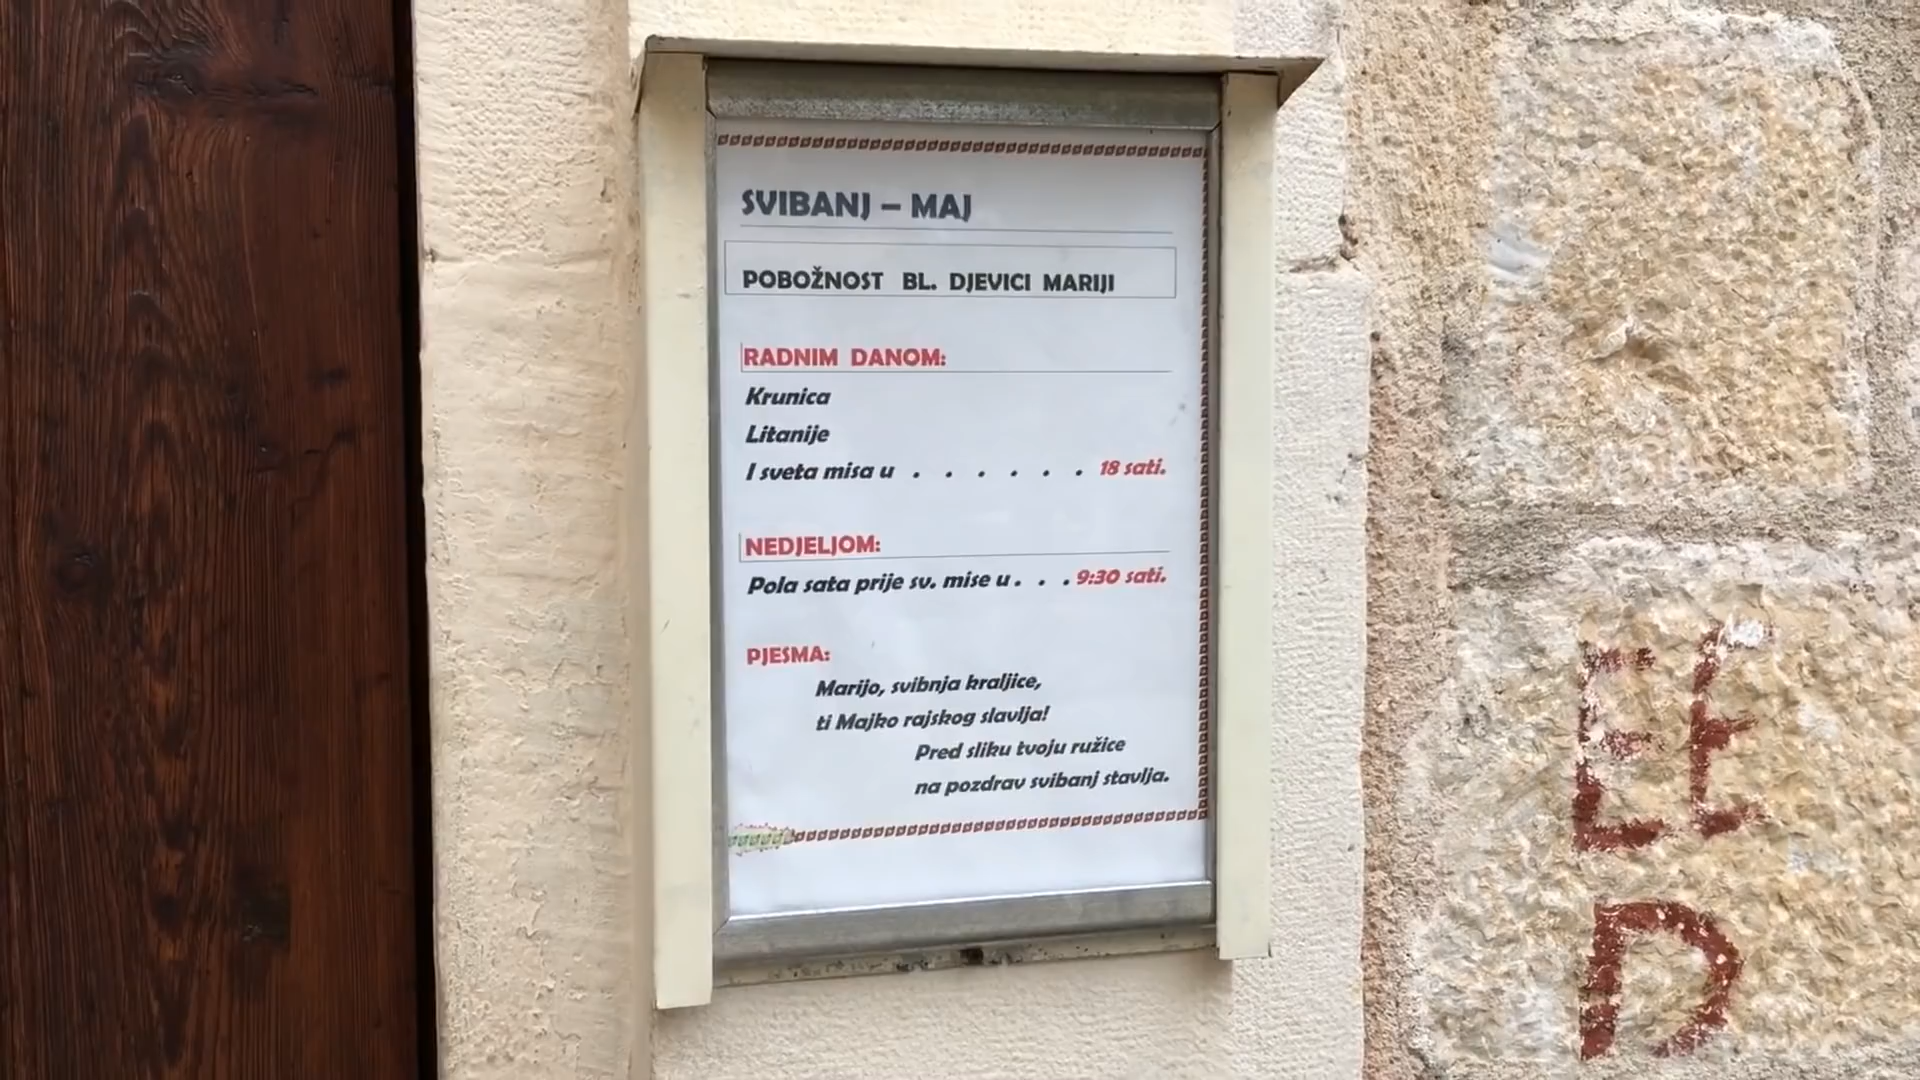 SVIBANJ – MAJ
POBOŽNOST BL. DJEVICI MARIJI
RADNIM DANOM:
Krunica
Litanije
I sveta misa u . . . . . . 18 sati.
NEDJELJOM:
Pola sata prije sv. mise u . . . 9:30 sati.
PJESMA:
Marijo, svibnja kraljice,
ti Majko rajskog slavlja!
Pred sliku tvoju ružice
na pozdrav svibanj stavlja.
EE
D